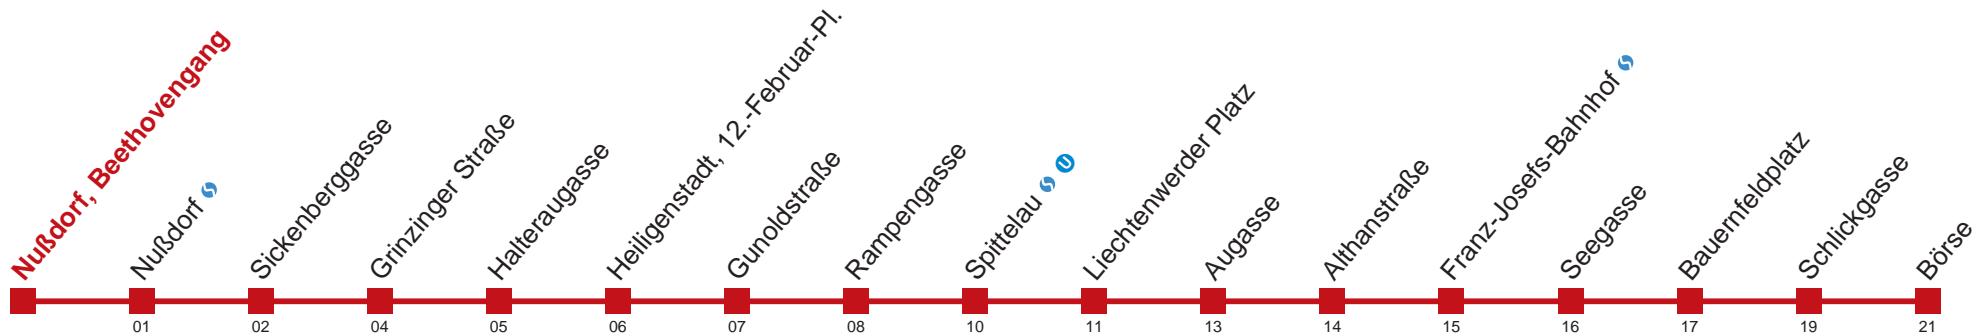 Nußdorf, Beethovengang
Nußdorf
Sickenberggasse
Grinzinger Straße
Halteraugasse
Heiligenstadt, 12.-Februar-Pl.
Gunoldstraße
Rampengasse
Spittelau U
Liechtenwerder Platz
Augasse
Althanstraße
Franz-Josefs-Bahnhof
Seegasse
Bauernfeldplatz
Schlickgasse
Börse
01 02 04 05 06 07 08 10 11 13 14 15 16 17 19 21